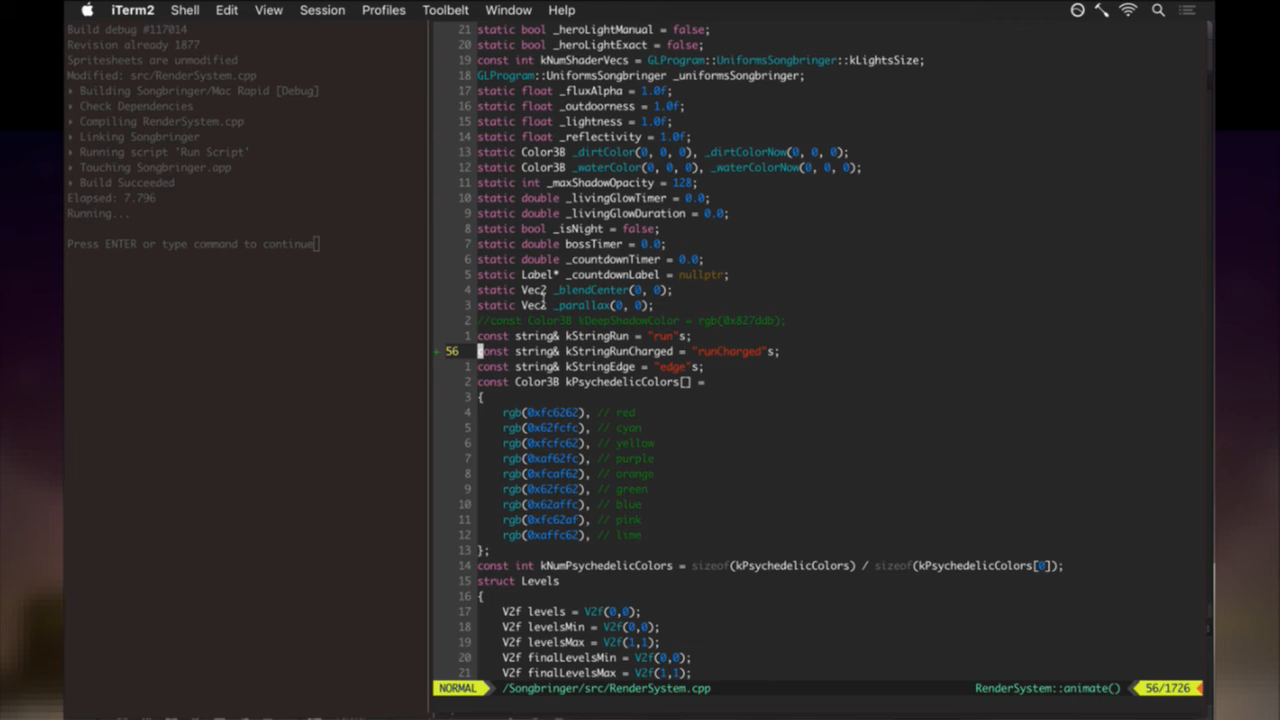 iTerm2 Shell Edit View Session Profiles Toolbelt Window Help
Build debug #117014
Revision already 1877
Spritesheets are unmodified
Modified: src/RenderSystem.cpp
▸ Building Songbringer/Mac Rapid [Debug]
▸ Check Dependencies
▸ Compiling RenderSystem.cpp
▸ Linking Songbringer
▸ Running script 'Run Script'
▸ Touching Songbringer.app
▸ Build Succeeded
Elapsed: 7.796
Running...
Press ENTER or type command to continue
21 static bool _heroLightManual = false;
20 static bool _heroLightExact = false;
19 const int kNumShaderVecs = GLProgram::UniformsSongbringer::kLightsSize;
18 GLProgram::UniformsSongbringer _uniformsSongbringer;
17 static float _fluxAlpha = 1.0f;
16 static float _outdoorness = 1.0f;
15 static float _lightness = 1.0f;
14 static float _reflectivity = 1.0f;
13 static Color3B _dirtColor(0, 0, 0), _dirtColorNow(0, 0, 0);
12 static Color3B _waterColor(0, 0, 0), _waterColorNow(0, 0, 0);
11 static int _maxShadowOpacity = 128;
10 static double _livingGlowTimer = 0.0;
9 static double _livingGlowDuration = 0.0;
8 static bool _isNight = false;
7 static double bossTimer = 0.0;
6 static double _countdownTimer = 0.0;
5 static Label* _countdownLabel = nullptr;
4 static Vec2 _blendCenter(0, 0);
3 static Vec2 _parallax(0, 0);
2 //const Color3B kDeepShadowColor = rgb(0x827ddb);
1 const string& kStringRun = "run"s;
+ 56 const string& kStringRunCharged = "runCharged"s;
1 const string& kStringEdge = "edge"s;
2 const Color3B kPsychedelicColors[] =
3 {
4 rgb(0xfc6262), // red
5 rgb(0x62fcfc), // cyan
6 rgb(0xfcfc62), // yellow
7 rgb(0xaf62fc), // purple
8 rgb(0xfcaf62), // orange
9 rgb(0x62fc62), // green
10 rgb(0x62affc), // blue
11 rgb(0xfc62af), // pink
12 rgb(0xaffc62), // lime
13 };
14 const int kNumPsychedelicColors = sizeof(kPsychedelicColors) / sizeof(kPsychedelicColors[0]);
15 struct Levels
16 {
17 V2f levels = V2f(0,0);
18 V2f levelsMin = V2f(0,0);
19 V2f levelsMax = V2f(1,1);
20 V2f finalLevelsMin = V2f(0,0);
21 V2f finalLevelsMax = V2f(1,1);
NORMAL /Songbringer/src/RenderSystem.cpp RenderSystem::animate() 56/1726